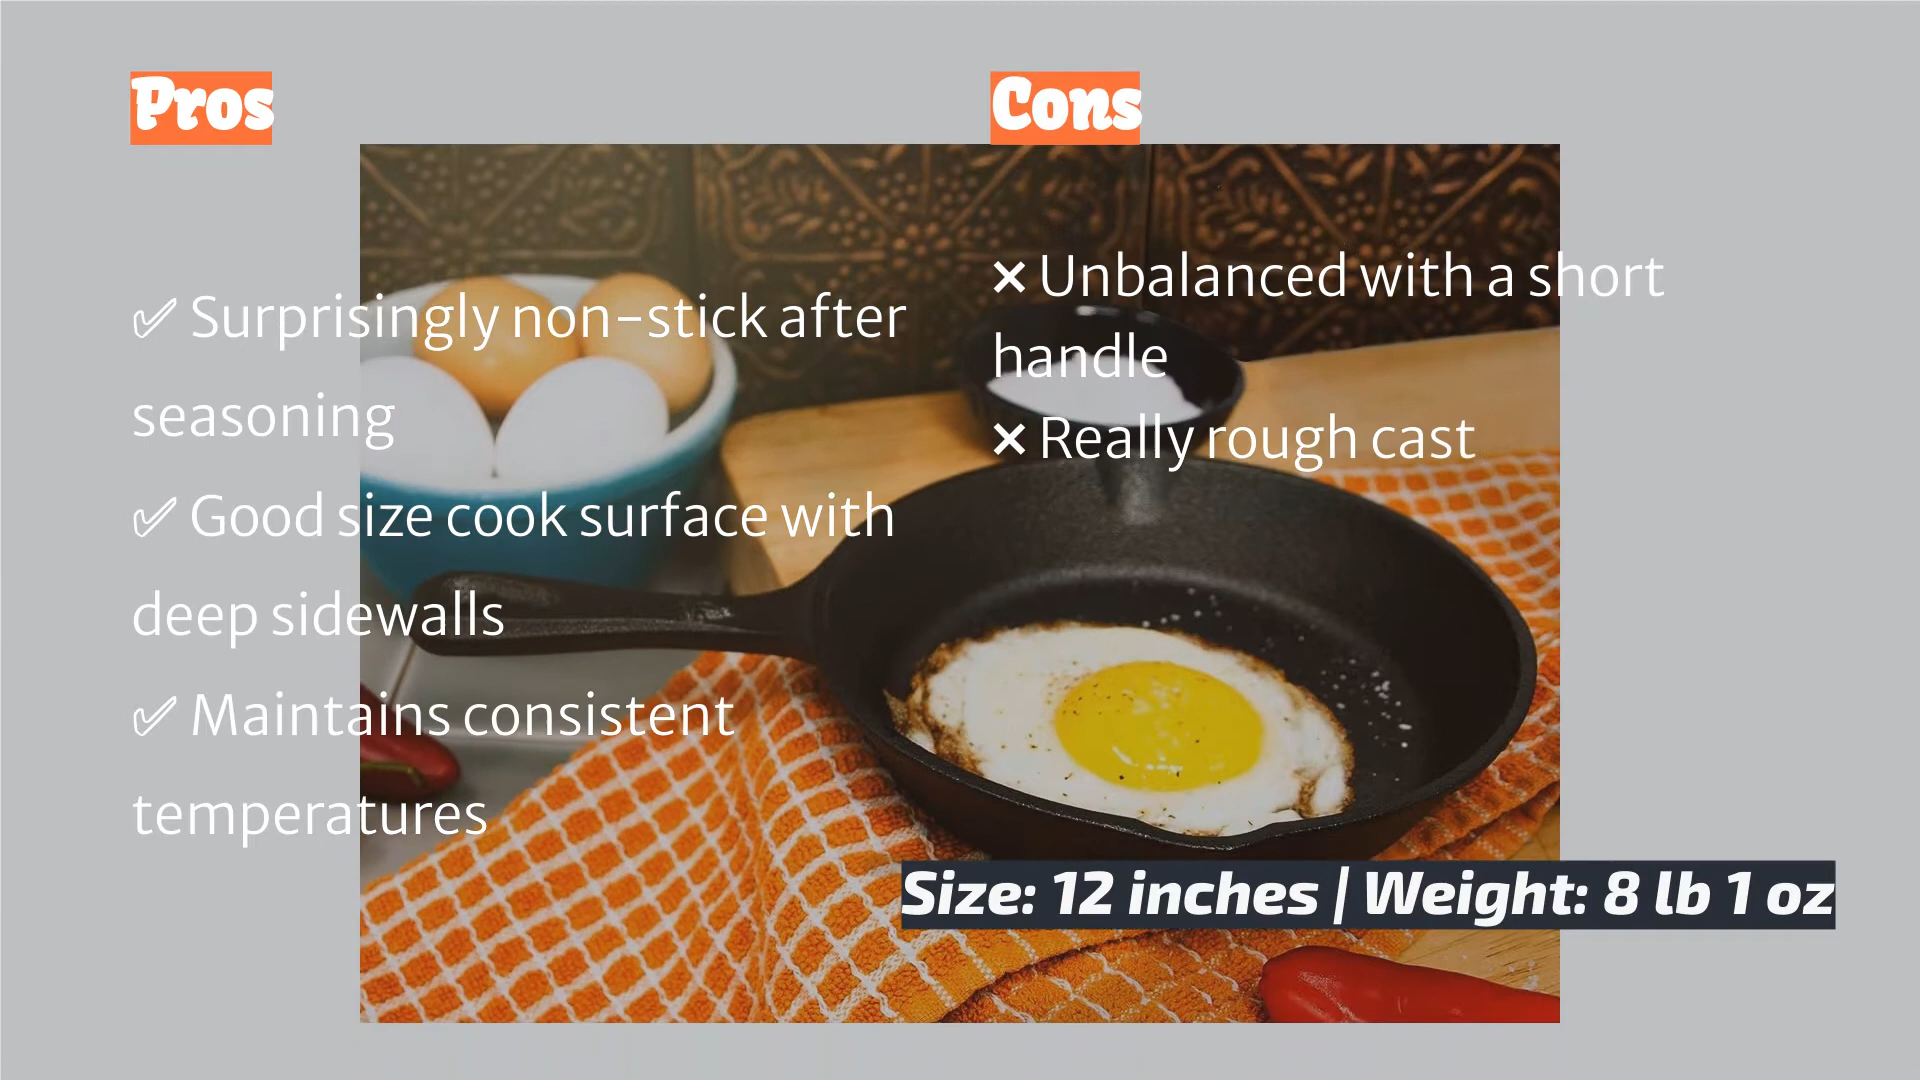 Pros
✅ Surprisingly non-stick after
seasoning
✅ Good size cook surface with
deep sidewalls
✅ Maintains consistent
temperatures
Cons
❌ Unbalanced with a short
handle
❌ Really rough cast
Size: 12 inches | Weight: 8 lb 1 oz